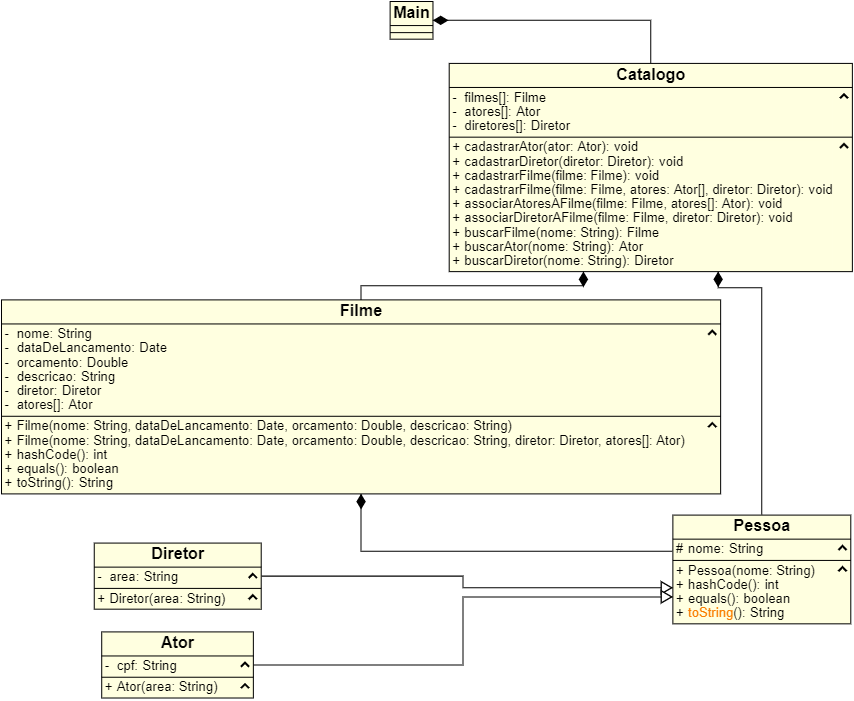 Main
Catalogo
- filmes[]: Filme
- atores[]: Ator
- diretores[]: Diretor
+ cadastrarAtor(ator: Ator): void
+ cadastrarDiretor(diretor: Diretor): void
+ cadastrarFilme(filme: Filme): void
+ cadastrarFilme(filme: Filme, atores: Ator[], diretor: Diretor): void
+ associarAtoresAFilme(filme: Filme, atores[]: Ator): void
+ associarDiretorAFilme(filme: Filme, diretor: Diretor): void
+ buscarFilme(nome: String): Filme
+ buscarAtor(nome: String): Ator
+ buscarDiretor(nome: String): Diretor
Filme
- nome: String
- dataDeLancamento: Date
- orcamento: Double
- descricao: String
- diretor: Diretor
- atores[]: Ator
+ Filme(nome: String, dataDeLancamento: Date, orcamento: Double, descricao: String)
+ Filme(nome: String, dataDeLancamento: Date, orcamento: Double, descricao: String, diretor: Diretor, atores[]: Ator)
+ hashCode(): int
+ equals(): boolean
+ toString(): String
Pessoa
# nome: String
+ Pessoa(nome: String)
+ hashCode(): int
+ equals(): boolean
+ toString(): String
Diretor
- area: String
+ Diretor(area: String)
Ator
- cpf: String
+ Ator(area: String)